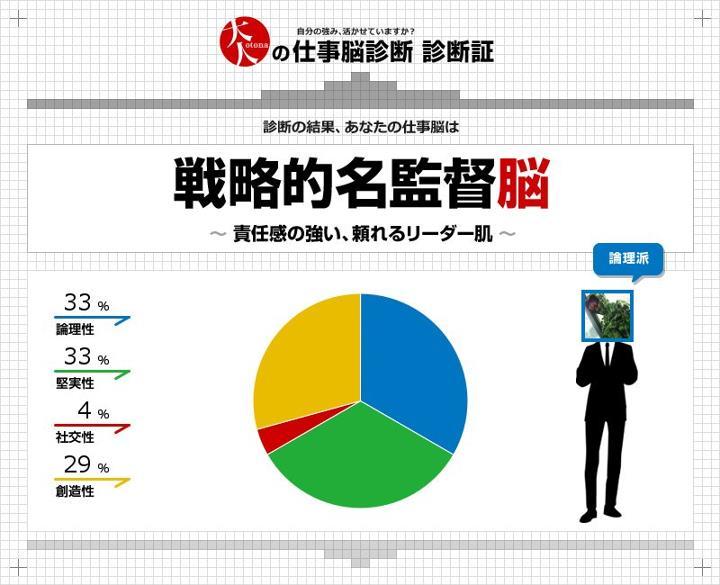 自分の強み、活かせていますか？
大人 otona の仕事脳診断 診断証
診断の結果、あなたの仕事脳は
戦略的名監督脳
～ 責任感の強い、頼れるリーダー肌 ～
論理派
33 %
論理性
33 %
堅実性
4 %
社交性
29 %
創造性